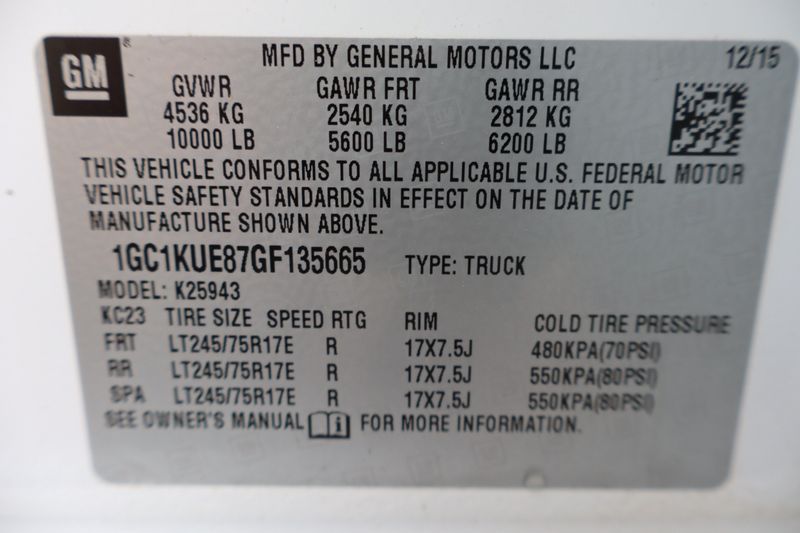 GM ®
MFD BY GENERAL MOTORS LLC 12/15
GVWR GAWR FRT GAWR RR
4536 KG 2540 KG 2812 KG
10000 LB 5600 LB 6200 LB
THIS VEHICLE CONFORMS TO ALL APPLICABLE U.S. FEDERAL MOTOR
VEHICLE SAFETY STANDARDS IN EFFECT ON THE DATE OF
MANUFACTURE SHOWN ABOVE.
1GC1KUE87GF135665 TYPE: TRUCK
MODEL: K25943
KC23 TIRE SIZE SPEED RTG RIM COLD TIRE PRESSURE
FRT LT245/75R17E R 17X7.5J 480KPA(70PSI)
RR LT245/75R17E R 17X7.5J 550KPA(80PSI)
SPA LT245/75R17E R 17X7.5J 550KPA(80PSI)
SEE OWNER'S MANUAL i FOR MORE INFORMATION.